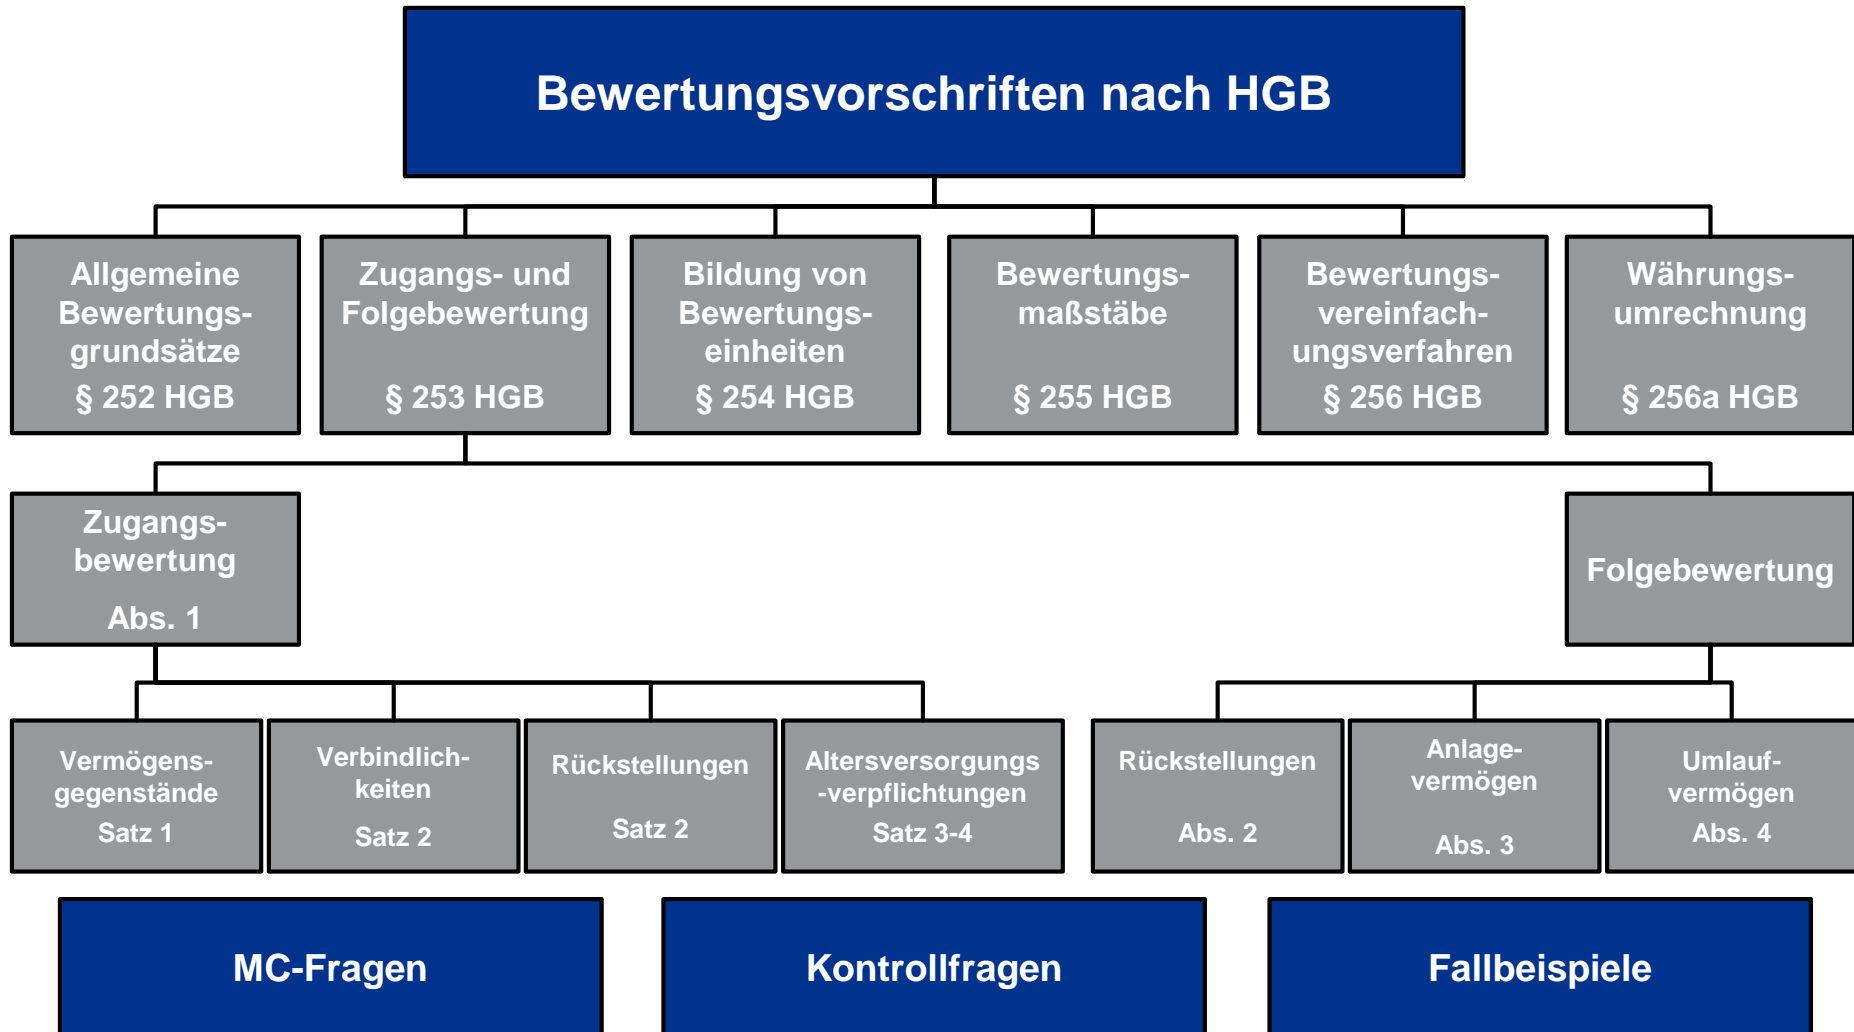 Bewertungsvorschriften nach HGB
Allgemeine
Bewertungs-
grundsätze
§ 252 HGB
Zugangs- und
Folgebewertung
§ 253 HGB
Bildung von
Bewertungs-
einheiten
§ 254 HGB
Bewertungs-
maßstäbe
§ 255 HGB
Bewertungs-
vereinfach-
ungsverfahren
§ 256 HGB
Währungs-
umrechnung
§ 256a HGB
Zugangs-
bewertung
Abs. 1
Folgebewertung
Vermögens-
gegenstände
Satz 1
Verbindlich-
keiten
Satz 2
Rückstellungen
Satz 2
Altersversorgungs
-verpflichtungen
Satz 3-4
Rückstellungen
Abs. 2
Anlage-
vermögen
Abs. 3
Umlauf-
vermögen
Abs. 4
MC-Fragen
Kontrollfragen
Fallbeispiele